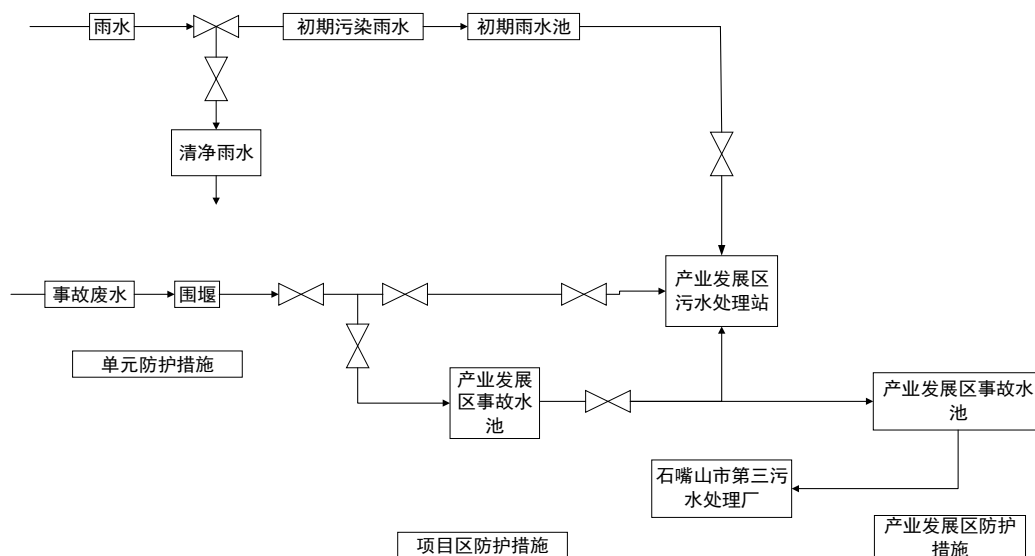 雨水
初期污染雨水
初期雨水池
清净雨水
产业发展区
污水处理站
事故废水
围堰
单元防护措施
产业发展
区事故水
池
产业发展区事故水
池
石嘴山市第三污
水处理厂
项目区防护措施
产业发展区防护
措施